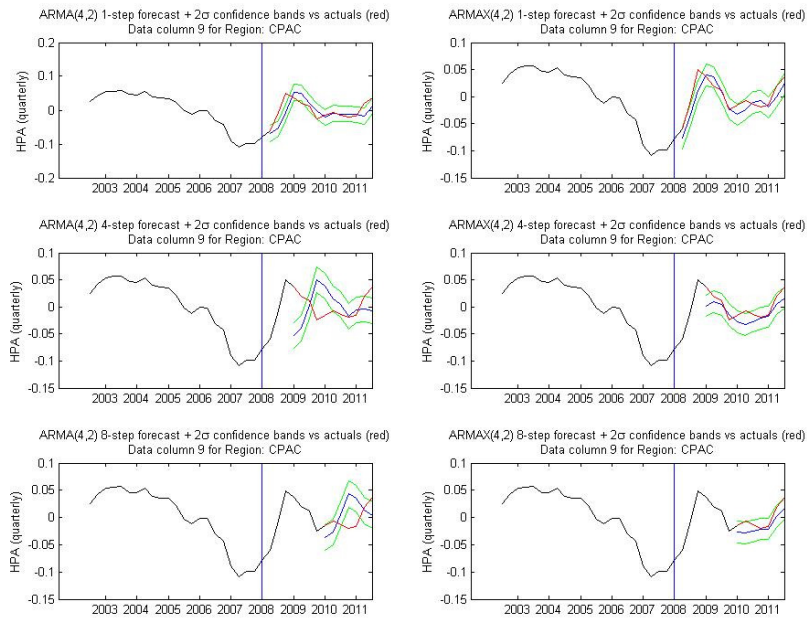 ARMA(4,2) 1-step forecast + 2σ confidence bands vs actuals (red)
Data column 9 for Region: CPAC
HPA (quarterly)
0.2
0.1
0
-0.1
0.2
2003 2004 2005 2006 2007 2008 2009 2010 2011
ARMAX(4,2) 1-step forecast + 2σ confidence bands vs actuals (red)
Data column 9 for Region: CPAC
HPA (quarterly)
0.1
0.05
0
-0.05
-0.1
-0.15
2003 2004 2005 2006 2007 2008 2009 2010 2011
ARMA(4,2) 4-step forecast + 2σ confidence bands vs actuals (red)
Data column 9 for Region: CPAC
HPA (quarterly)
0.1
0.05
0
-0.05
-0.1
-0.15
2003 2004 2005 2006 2007 2008 2009 2010 2011
ARMAX(4,2) 4-step forecast + 2σ confidence bands vs actuals (red)
Data column 9 for Region: CPAC
HPA (quarterly)
0.1
0.05
0
-0.05
-0.1
-0.15
2003 2004 2005 2006 2007 2008 2009 2010 2011
ARMA(4,2) 8-step forecast + 2σ confidence bands vs actuals (red)
Data column 9 for Region: CPAC
HPA (quarterly)
0.1
0.05
0
-0.05
-0.1
-0.15
2003 2004 2005 2006 2007 2008 2009 2010 2011
ARMAX(4,2) 8-step forecast + 2σ confidence bands vs actuals (red)
Data column 9 for Region: CPAC
HPA (quarterly)
0.1
0.05
0
-0.05
-0.1
-0.15
2003 2004 2005 2006 2007 2008 2009 2010 2011